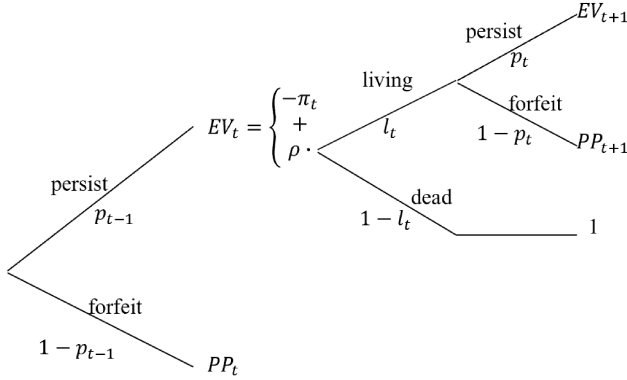 EV_{t+1}
persist
p_t
living
forfeit
EV_t = { −π_t + ρ ·
l_t
1 − p_t
PP_{t+1}
persist
dead
p_{t−1}
1 − l_t
1
forfeit
1 − p_{t−1}
PP_t